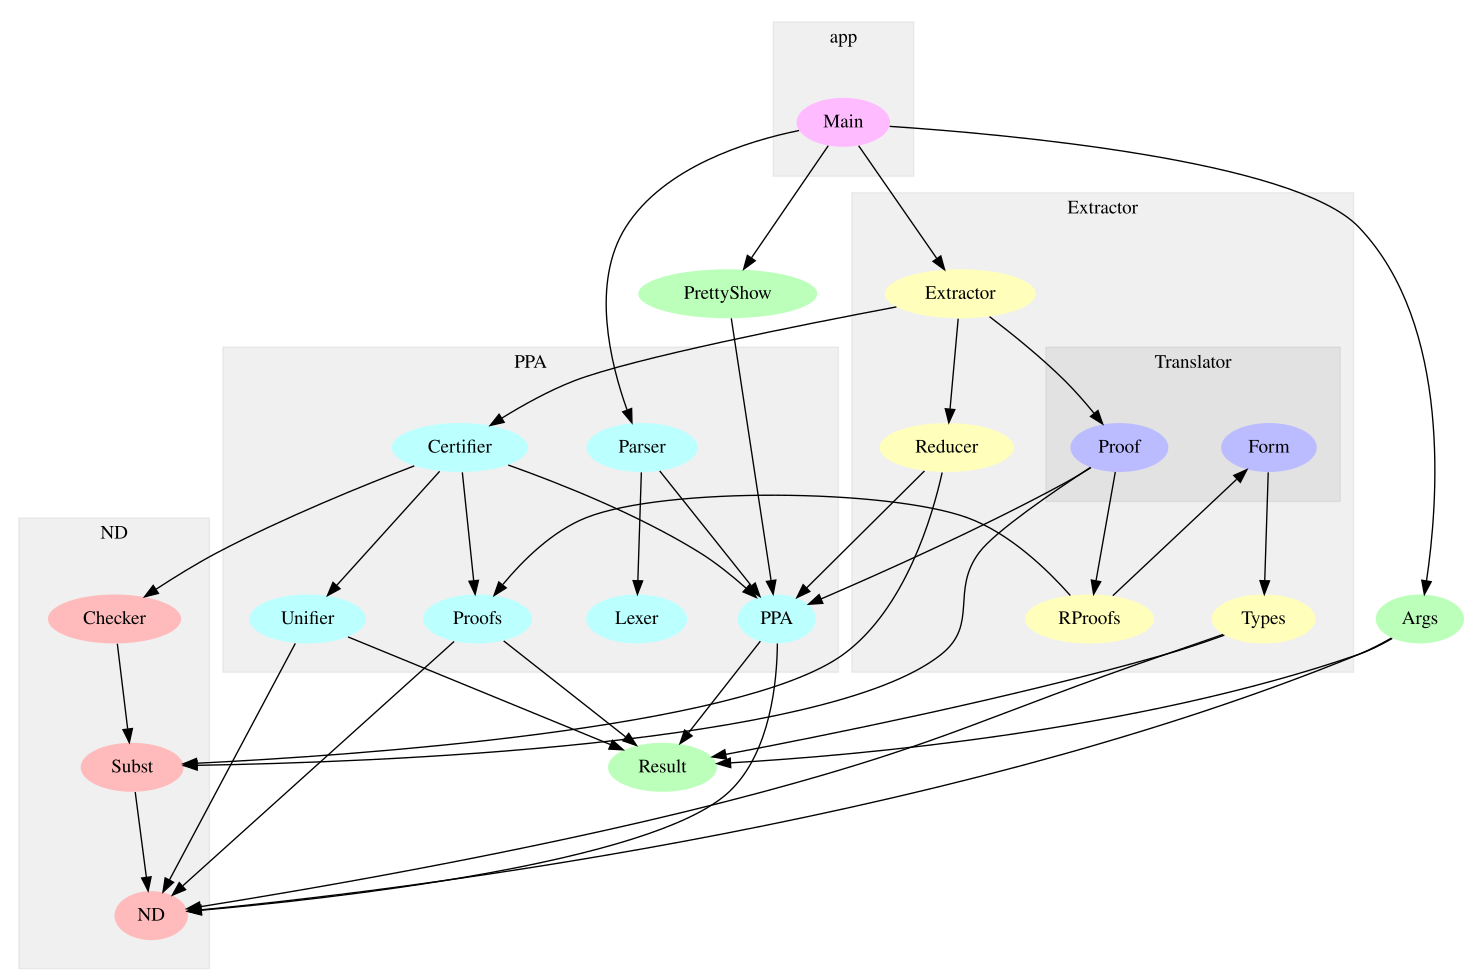 app
Main
Extractor
PrettyShow
Extractor
PPA
Translator
Certifier
Parser
Reducer
Proof
Form
ND
Checker
Unifier
Proofs
Lexer
PPA
RProofs
Types
Args
Subst
Result
ND